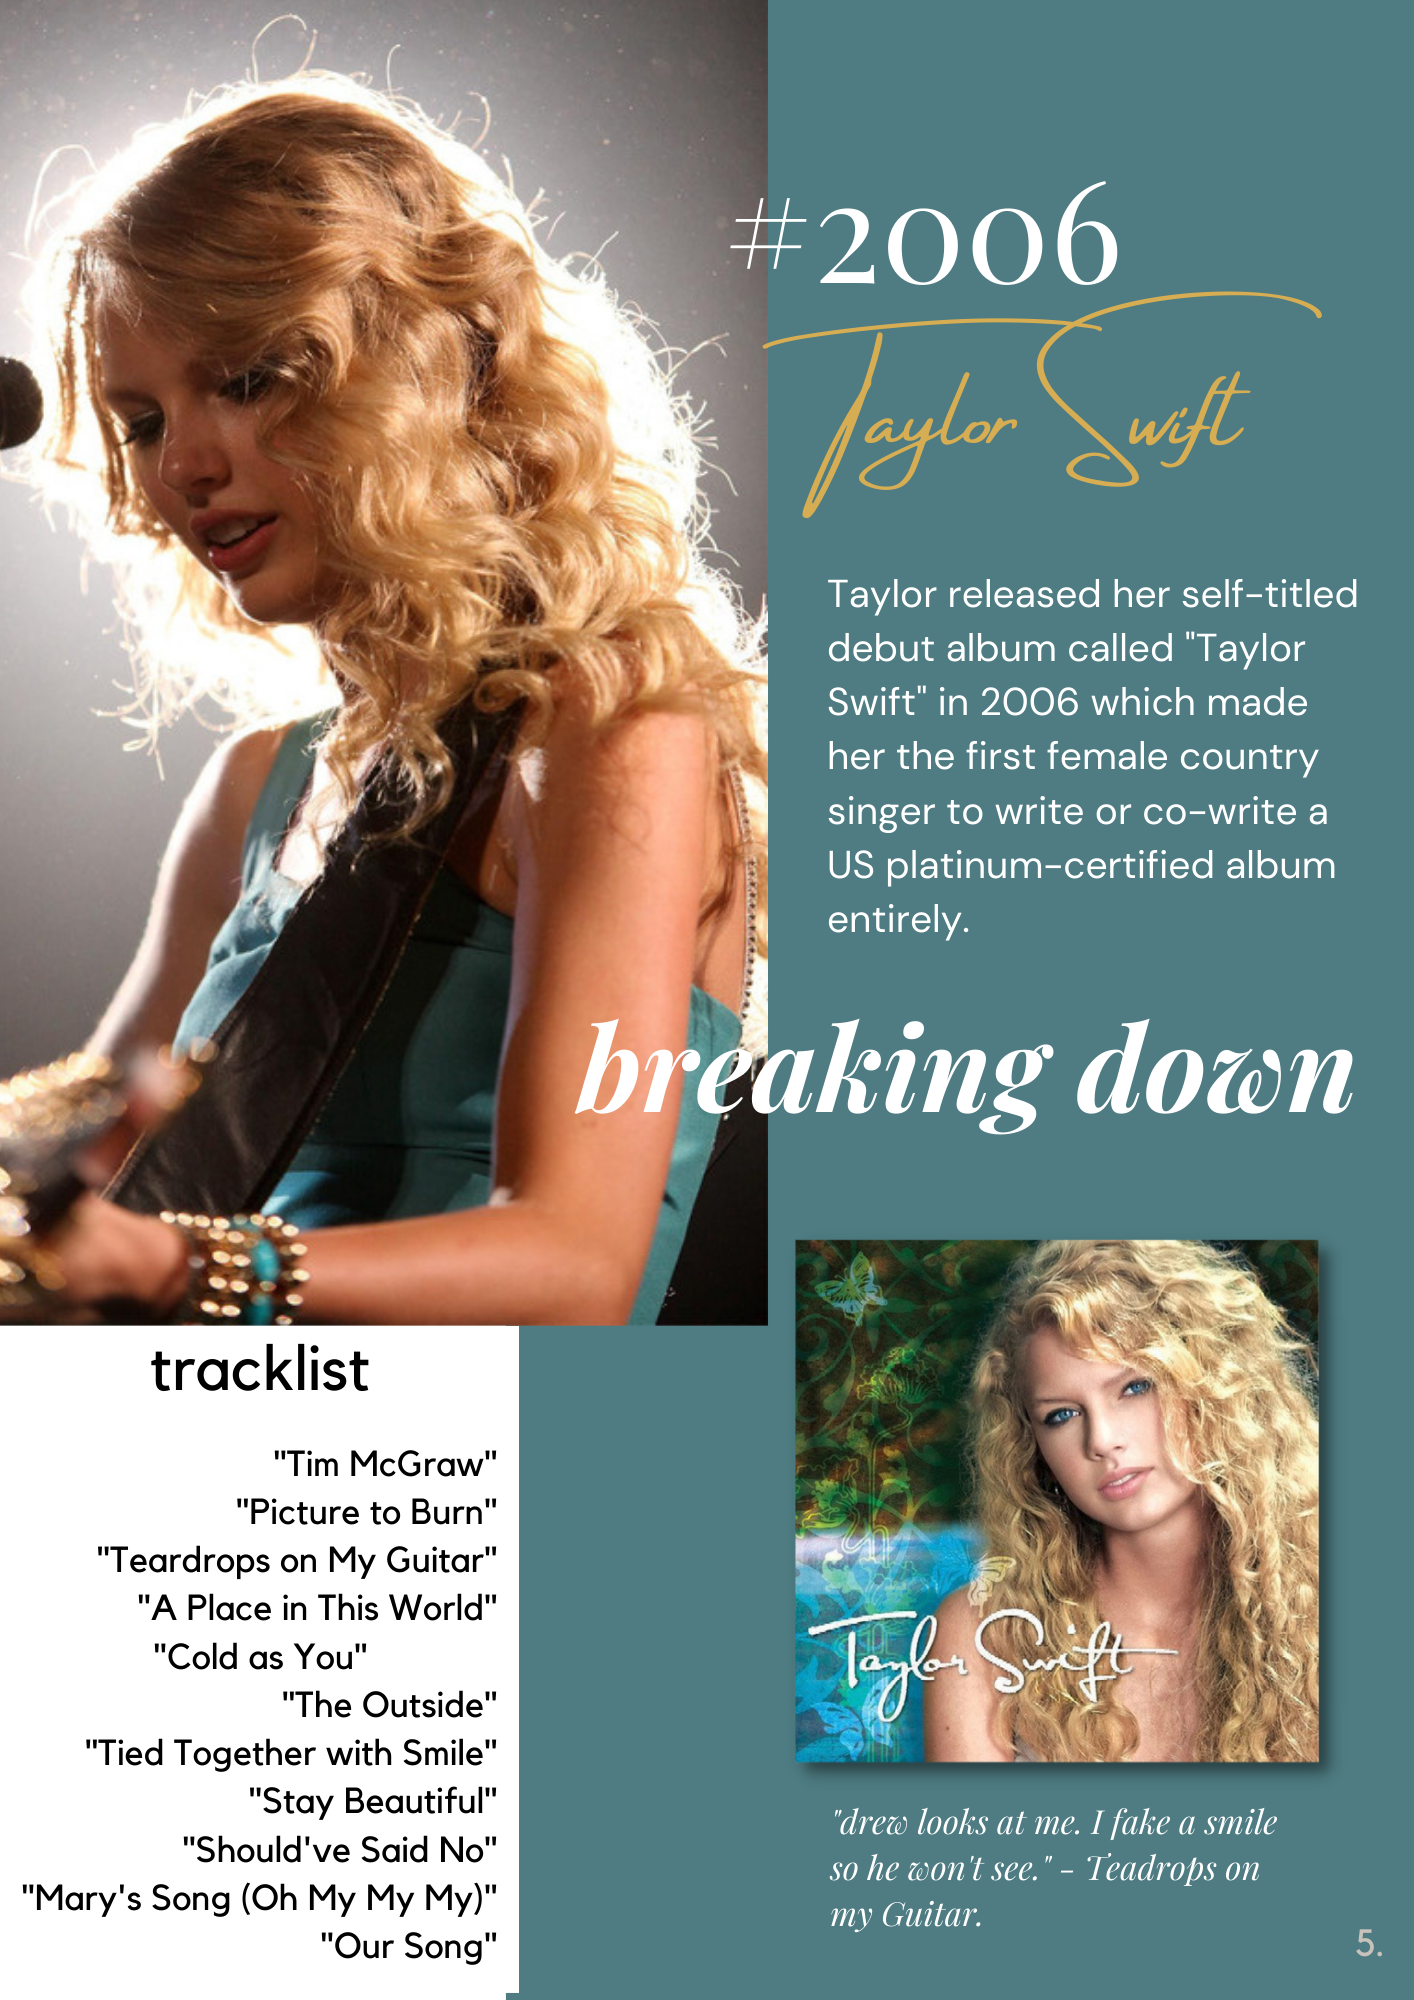 #2006
Taylor Swift
Taylor released her self-titled
debut album called "Taylor
Swift" in 2006 which made
her the first female country
singer to write or co-write a
US platinum-certified album
entirely.
breaking down
tracklist
"Tim McGraw"
"Picture to Burn"
"Teardrops on My Guitar"
"A Place in This World"
"Cold as You"
"The Outside"
"Tied Together with Smile"
"Stay Beautiful"
"Should've Said No"
"Mary's Song (Oh My My My)"
"Our Song"
Taylor Swift
"drew looks at me. I fake a smile
so he won't see." - Teadrops on
my Guitar.
5.